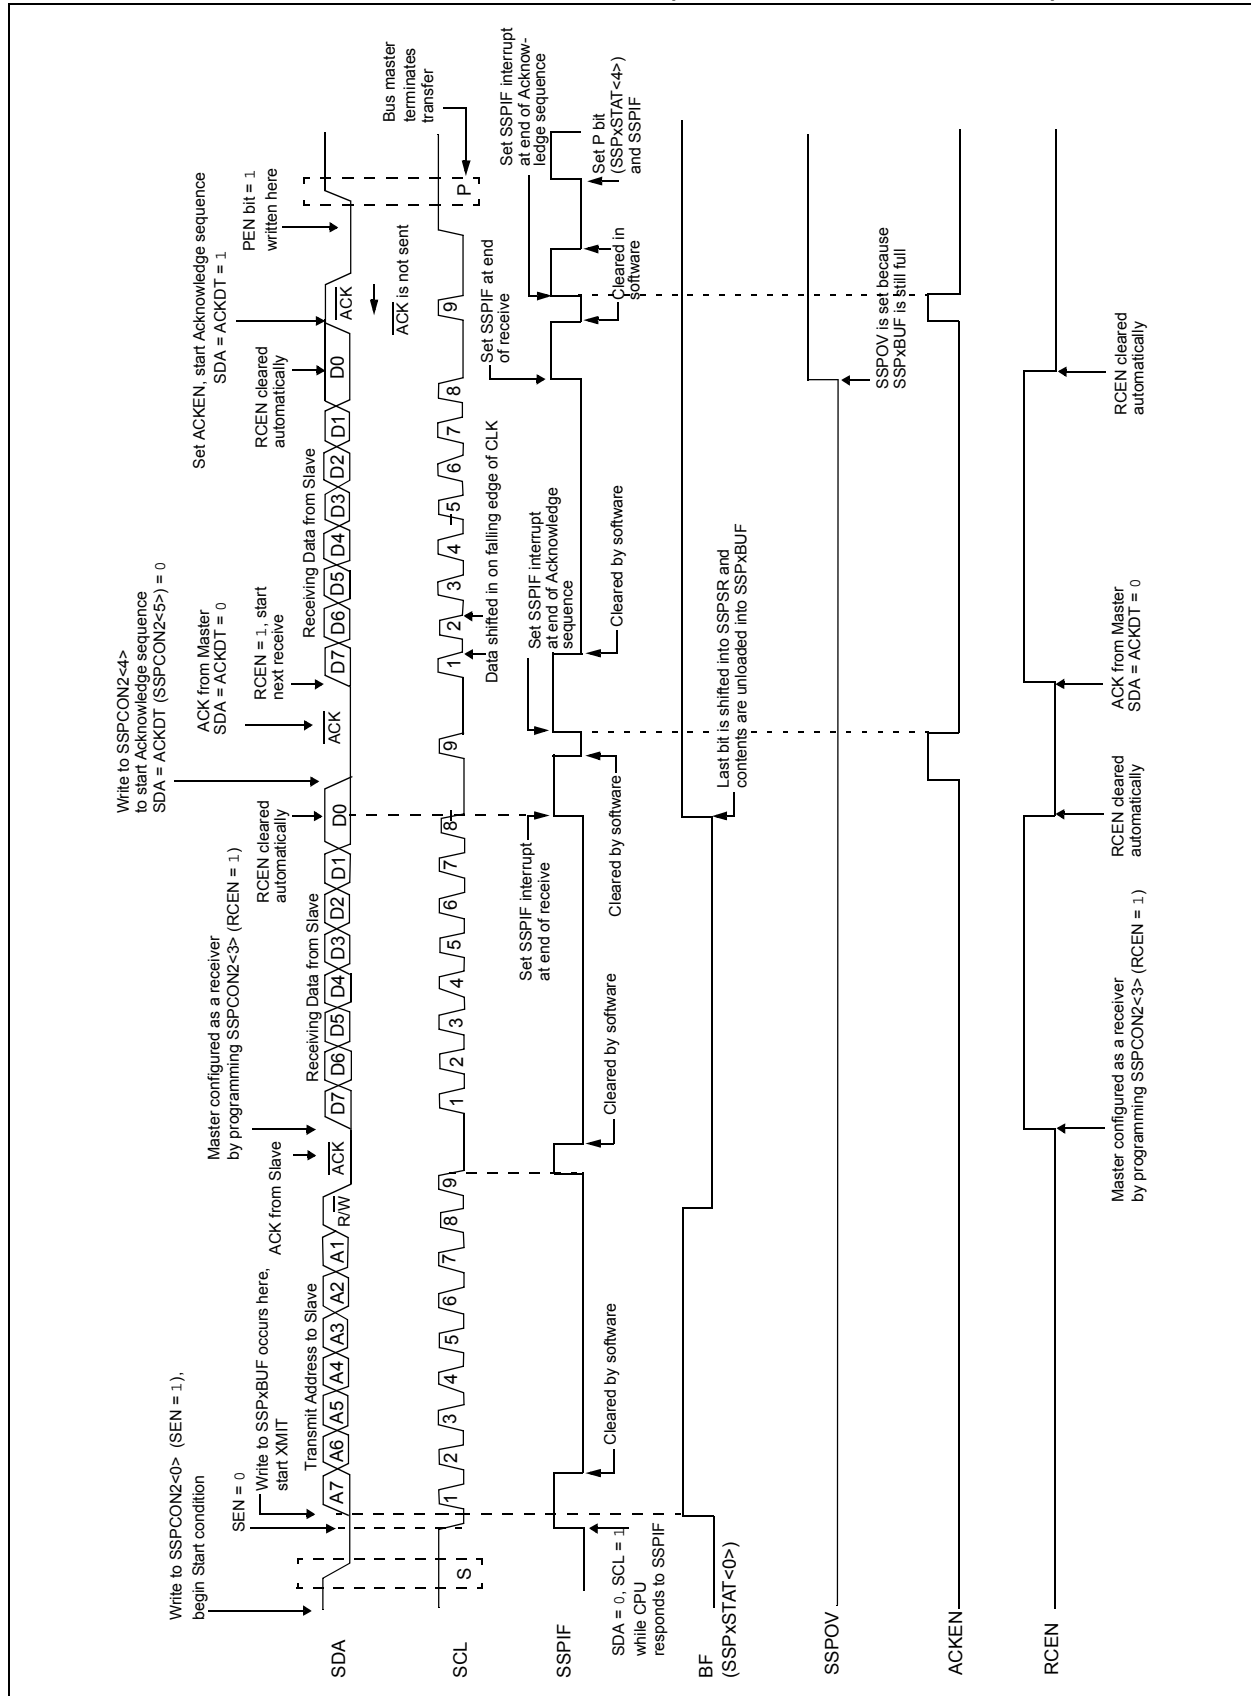 Write to SSPCON2<0> (SEN = 1),
begin Start condition
SEN = 0
Write to SSPxBUF occurs here,
start XMIT
ACK from Slave
Master configured as a receiver
by programming SSPCON2<3> (RCEN = 1)
RCEN cleared
automatically
Write to SSPCON2<4>
to start Acknowledge sequence
SDA = ACKDT (SSPCON2<5>) = 0
ACK from Master
SDA = ACKDT = 0
RCEN = 1, start
next receive
RCEN cleared
automatically
Set ACKEN, start Acknowledge sequence
SDA = ACKDT = 1
PEN bit = 1
written here
Transmit Address to Slave
Receiving Data from Slave
Receiving Data from Slave
SDA
A7 A6 A5 A4 A3 A2 A1 R/W ACK D7 D6 D5 D4 D3 D2 D1 D0 ACK D7 D6 D5 D4 D3 D2 D1 D0 ACK
ACK is not sent
Bus master
terminates
transfer
SCL
S 1 2 3 4 5 6 7 8 9 1 2 3 4 5 6 7 8 9 1 2 3 4 5 6 7 8 9 P
Data shifted in on falling edge of CLK
Set SSPIF interrupt
at end of receive
Set SSPIF interrupt
at end of Acknowledge
sequence
Set SSPIF at end
of receive
Set SSPIF interrupt
at end of Acknow-
ledge sequence
SSPIF
SDA = 0, SCL = 1
while CPU
responds to SSPIF
Cleared by software
Cleared by software
Cleared by software
Cleared by software
Cleared by software
Cleared in
software
Set P bit
(SSPxSTAT<4>)
and SSPIF
BF
(SSPxSTAT<0>)
Last bit is shifted into SSPSR and
contents are unloaded into SSPxBUF
SSPOV
SSPOV is set because
SSPxBUF is still full
ACKEN
RCEN
Master configured as a receiver
by programming SSPCON2<3> (RCEN = 1)
RCEN cleared
automatically
ACK from Master
SDA = ACKDT = 0
RCEN cleared
automatically